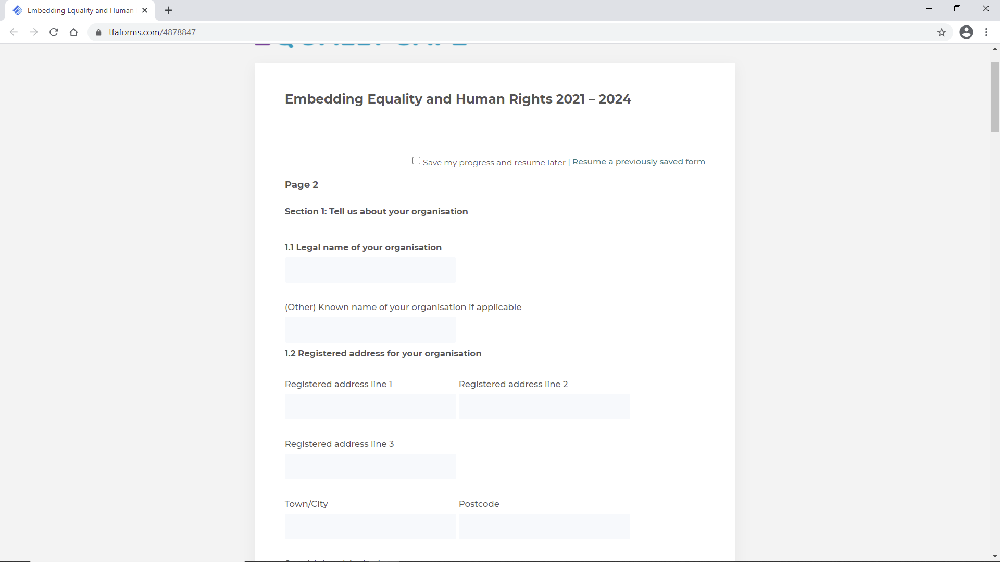 Embedding Equality and Human
tfaforms.com/4878847
Embedding Equality and Human Rights 2021 – 2024
Save my progress and resume later | Resume a previously saved form
Page 2
Section 1: Tell us about your organisation
1.1 Legal name of your organisation
(Other) Known name of your organisation if applicable
1.2 Registered address for your organisation
Registered address line 1 Registered address line 2
Registered address line 3
Town/City Postcode